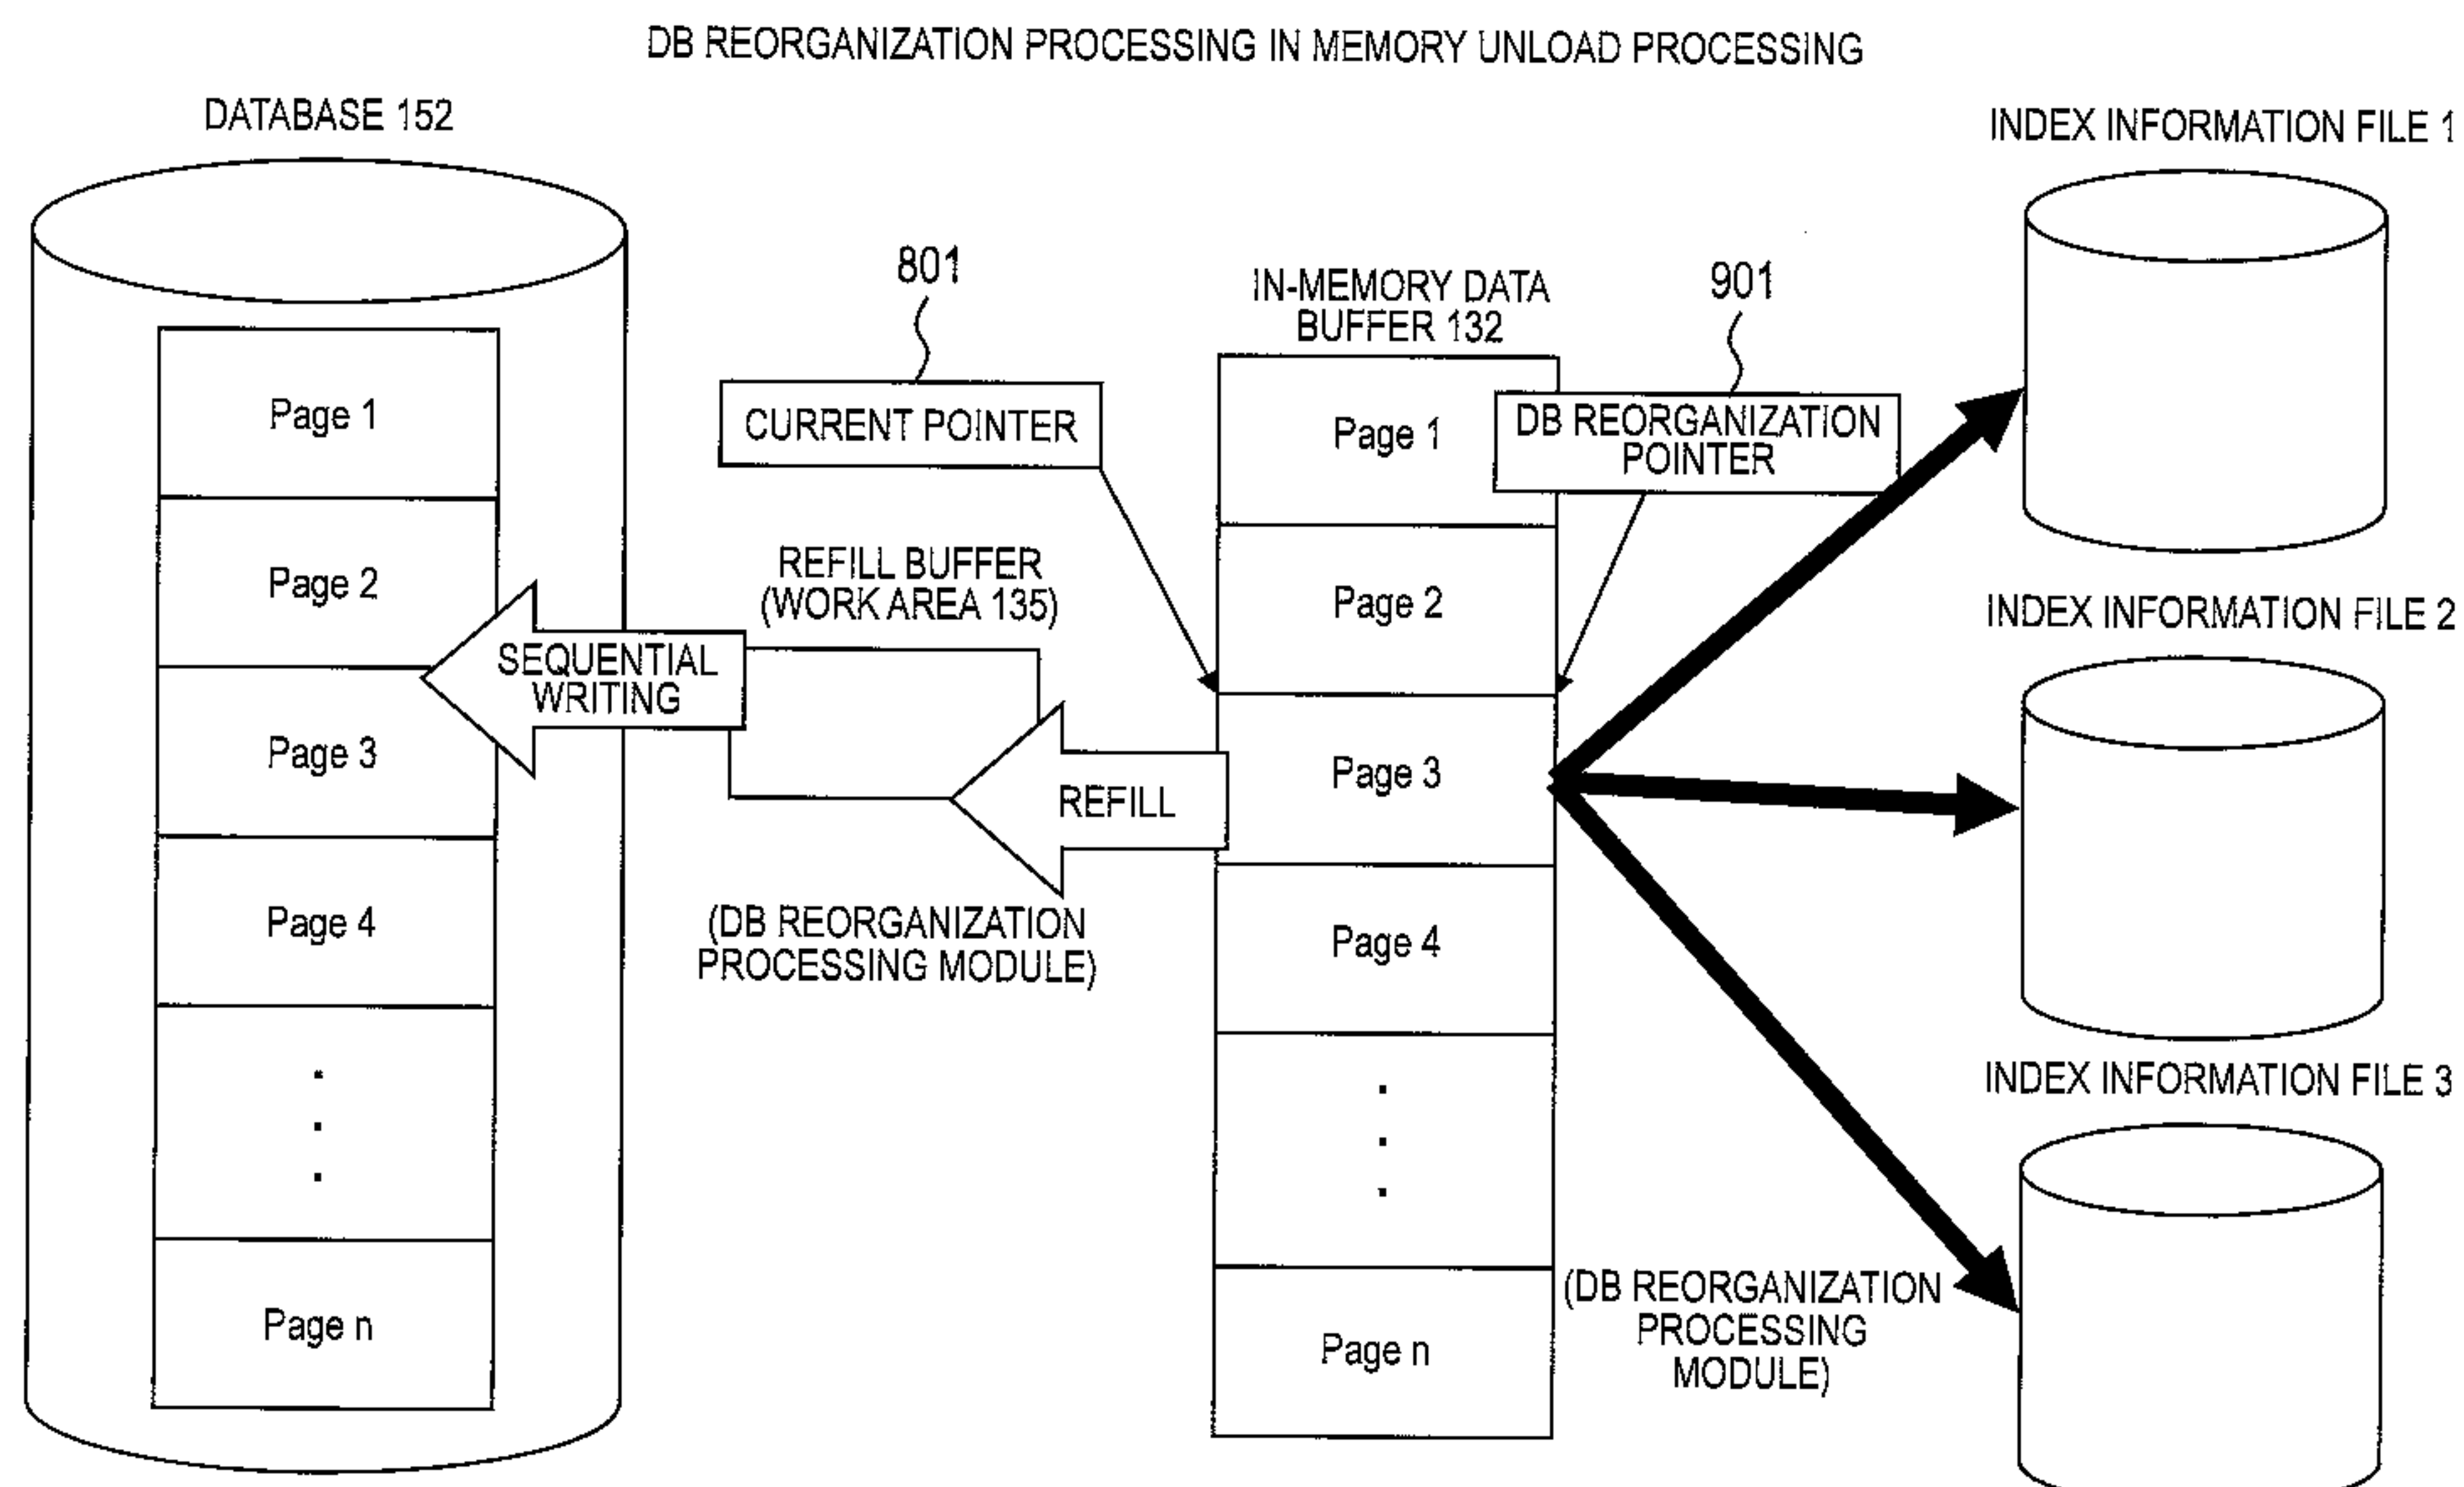 DB REORGANIZATION PROCESSING IN MEMORY UNLOAD PROCESSING
DATABASE 152
Page 1
Page 2
Page 3
Page 4
.
.
.
Page n
SEQUENTIAL
WRITING
801
CURRENT POINTER
REFILL BUFFER
(WORK AREA 135)
REFILL
(DB REORGANIZATION
PROCESSING MODULE)
IN-MEMORY DATA
BUFFER 132
Page 1
Page 2
Page 3
Page 4
.
.
.
Page n
901
DB REORGANIZATION
POINTER
(DB REORGANIZATION
PROCESSING
MODULE)
INDEX INFORMATION FILE 1
INDEX INFORMATION FILE 2
INDEX INFORMATION FILE 3